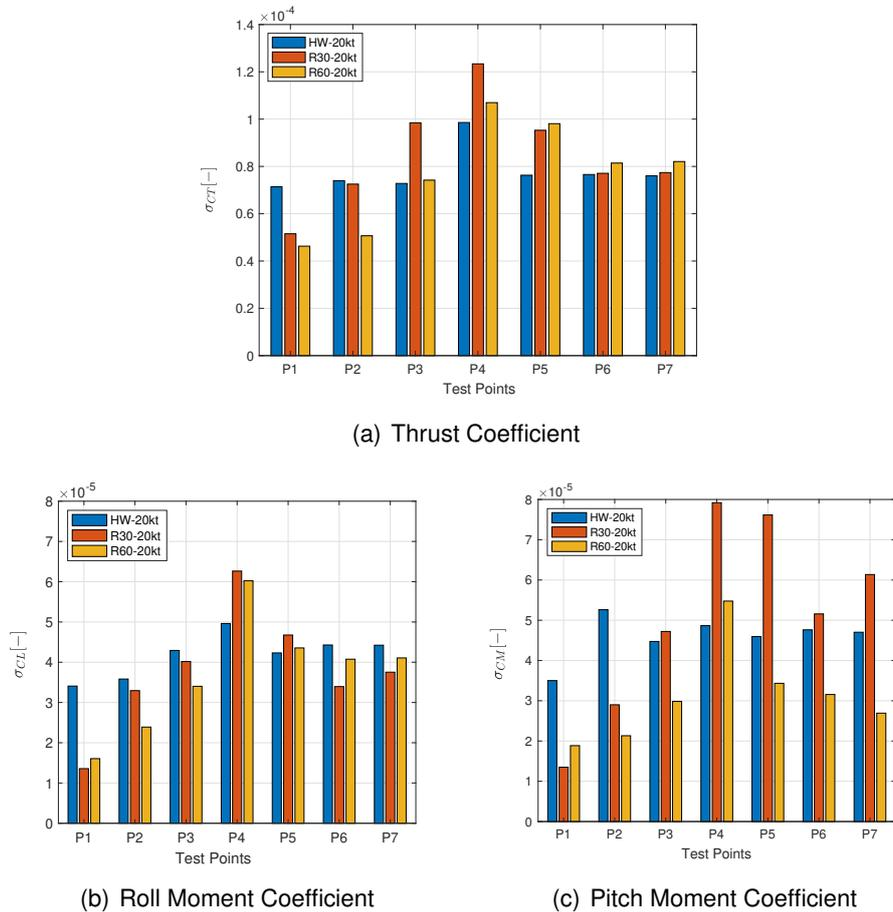 ×10⁻⁴
1.4
1.2
1
0.8
0.6
0.4
0.2
0
σ_CT[−]
HW-20kt
R30-20kt
R60-20kt
P1 P2 P3 P4 P5 P6 P7
Test Points
(a) Thrust Coefficient
×10⁻⁵
8
7
6
5
4
3
2
1
0
σ_CL[−]
HW-20kt
R30-20kt
R60-20kt
P1 P2 P3 P4 P5 P6 P7
Test Points
(b) Roll Moment Coefficient
×10⁻⁵
8
7
6
5
4
3
2
1
0
σ_CM[−]
HW-20kt
R30-20kt
R60-20kt
P1 P2 P3 P4 P5 P6 P7
Test Points
(c) Pitch Moment Coefficient